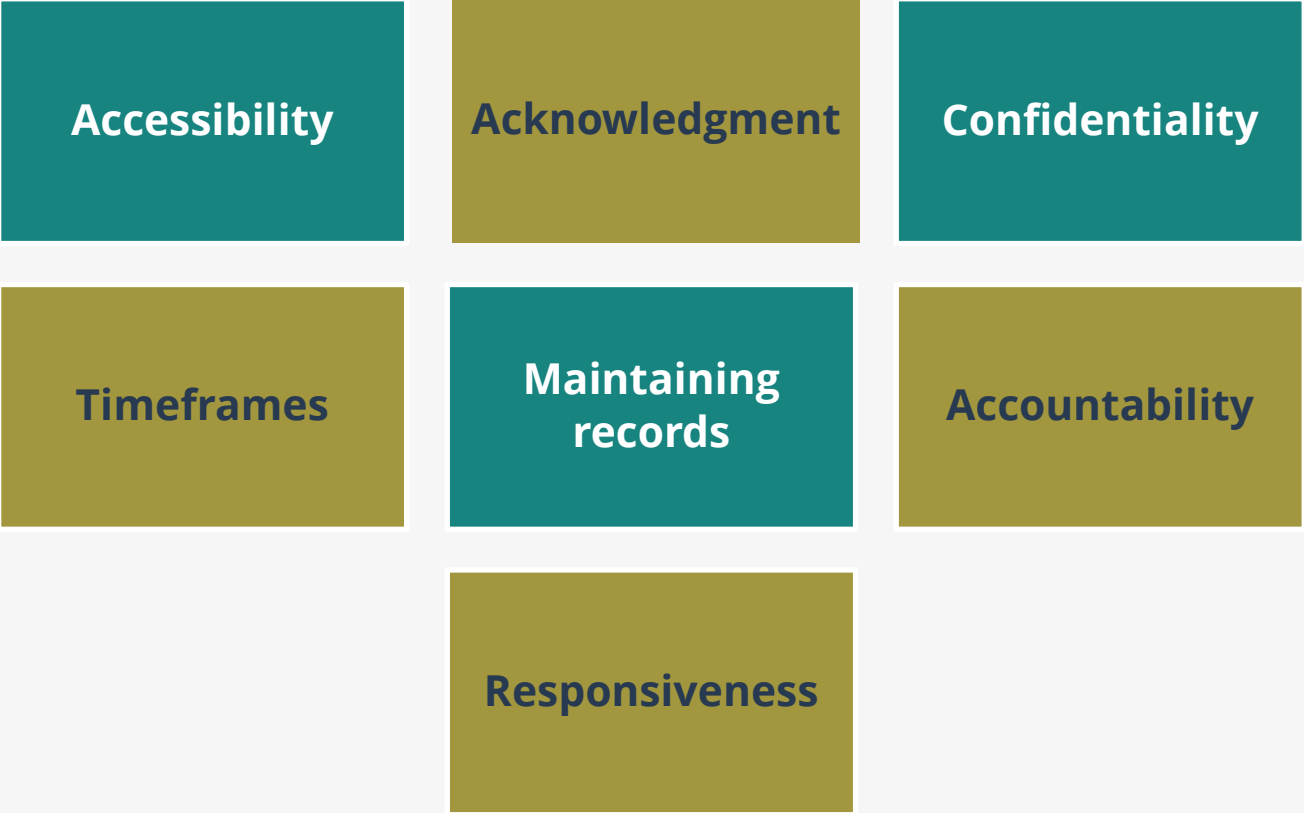 Accessibility
Acknowledgment
Confidentiality
Timeframes
Maintaining
records
Accountability
Responsiveness